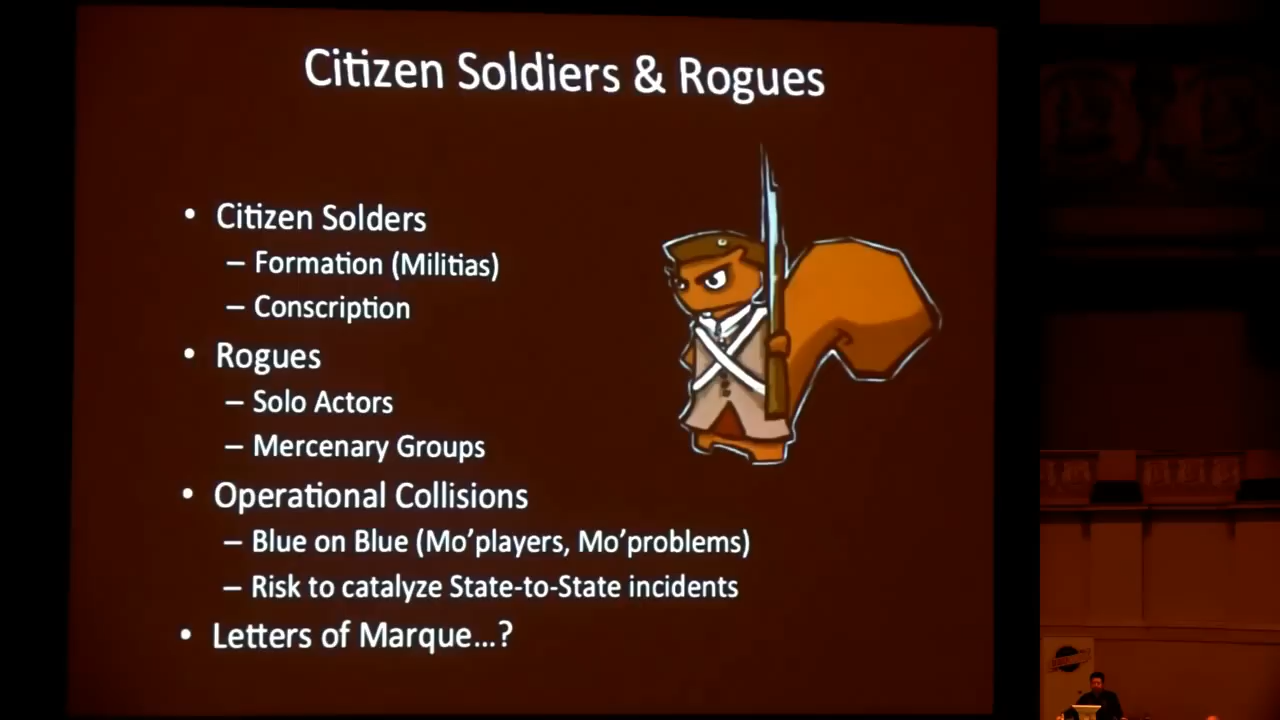 Citizen Soldiers & Rogues
• Citizen Solders
– Formation (Militias)
– Conscription
• Rogues
– Solo Actors
– Mercenary Groups
• Operational Collisions
– Blue on Blue (Mo'players, Mo'problems)
– Risk to catalyze State-to-State incidents
• Letters of Marque...?